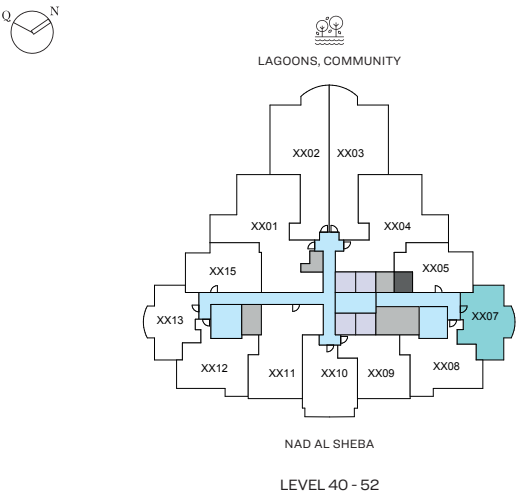 Q N
LAGOONS, COMMUNITY
XX02 XX03
XX01 XX04
XX15 XX05
XX13 XX07
XX12 XX11 XX10 XX09 XX08
NAD AL SHEBA
LEVEL 40 - 52